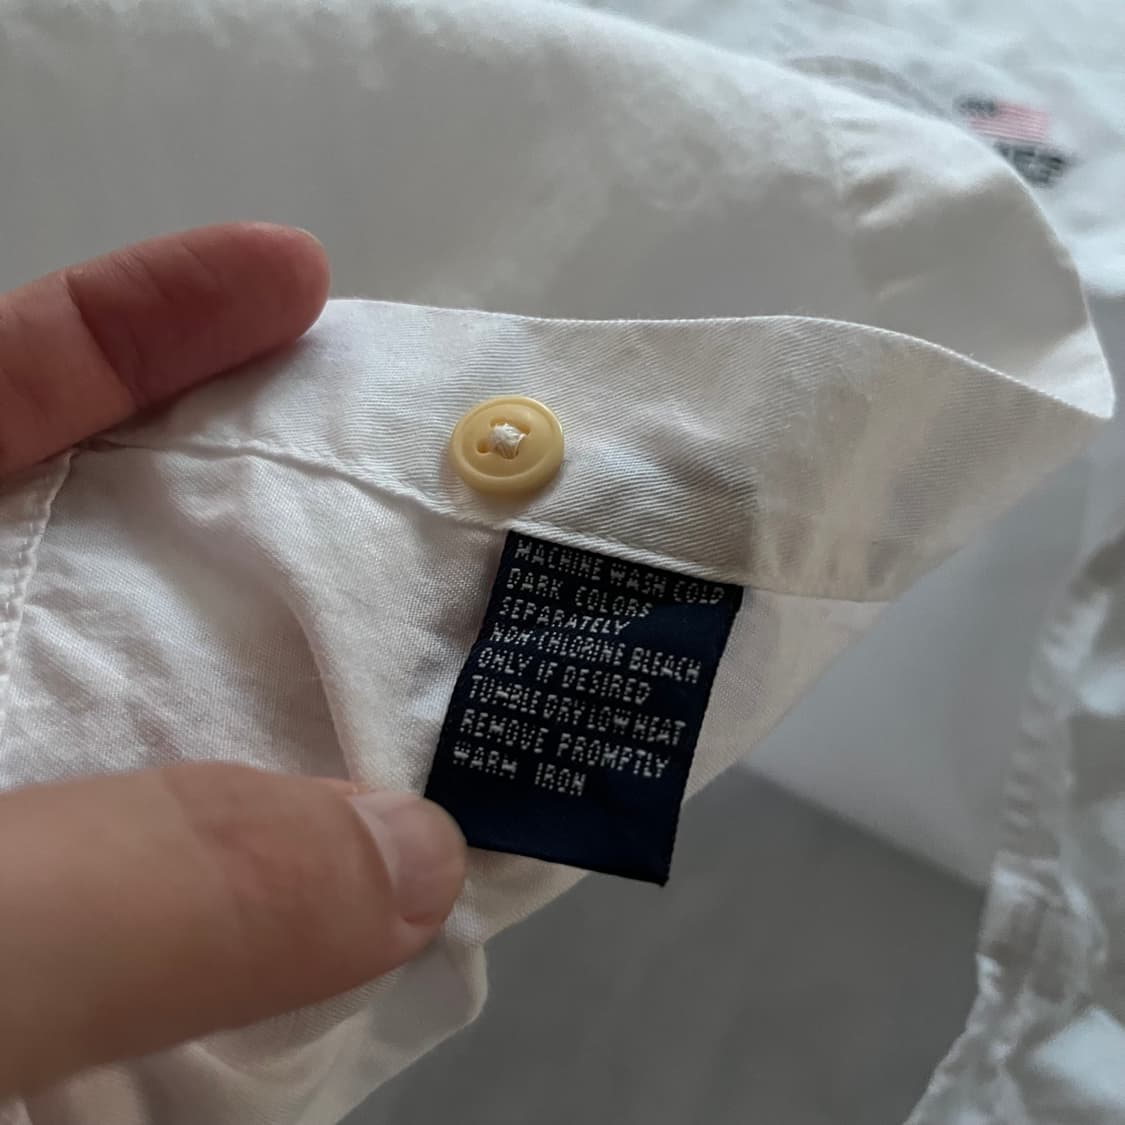 MACHINE WASH COLD
DARK COLORS
SEPARATELY
NON-CHLORINE BLEACH
ONLY IF DESIRED
TUMBLE DRY LOW HEAT
REMOVE PROMPTLY
WARM IRON